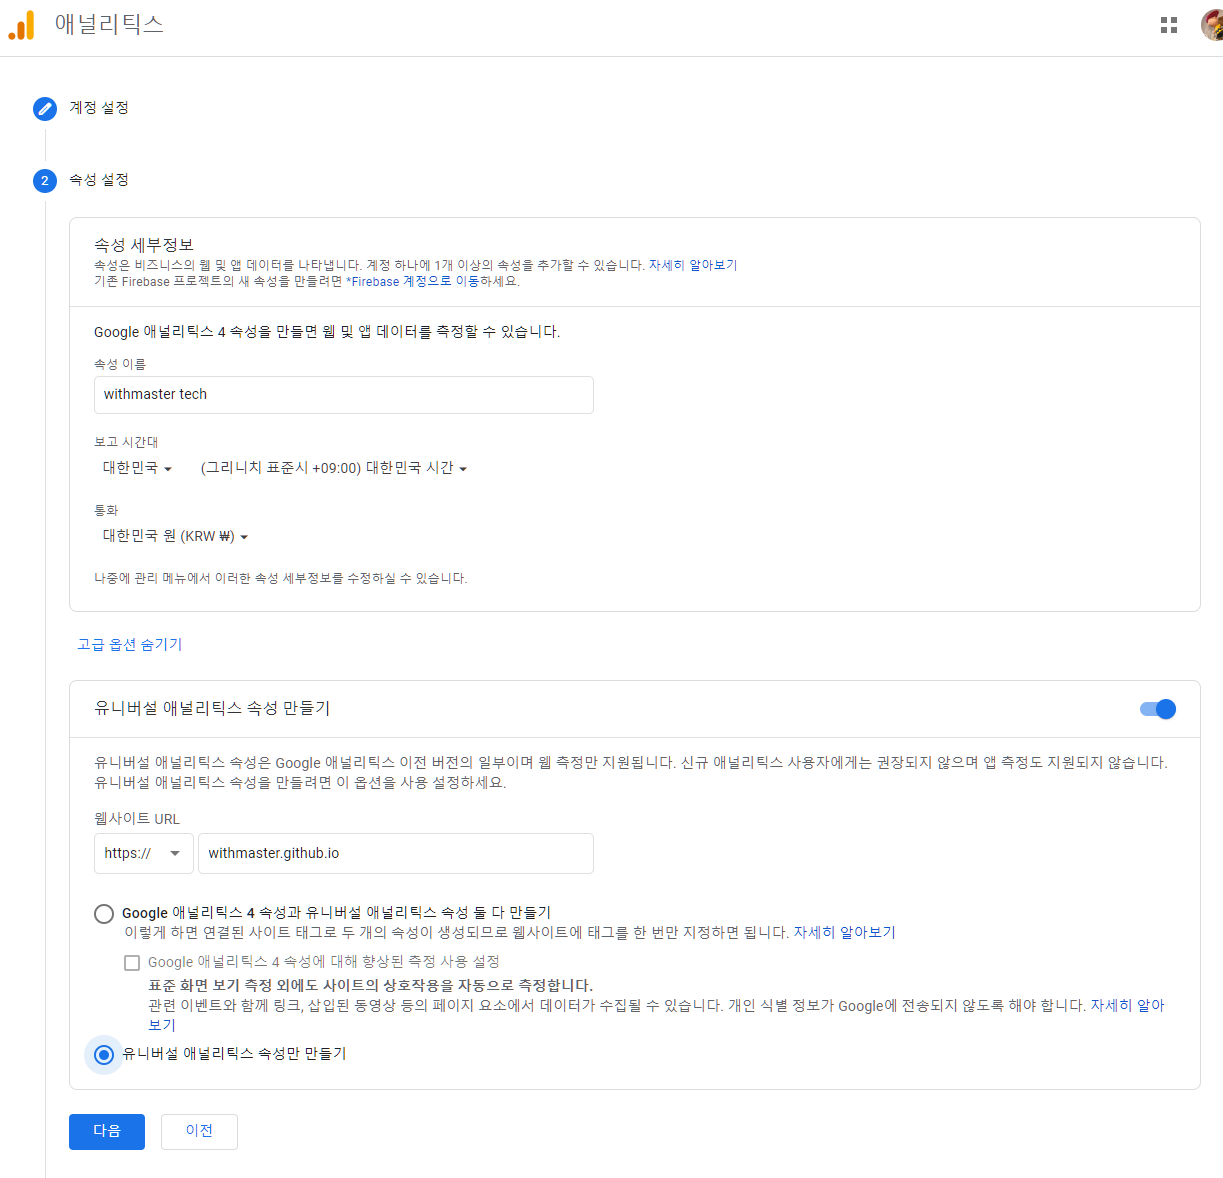 애널리틱스
계정 설정
2 속성 설정
속성 세부정보
속성은 비즈니스의 웹 및 앱 데이터를 나타냅니다. 계정 하나에 1개 이상의 속성을 추가할 수 있습니다. 자세히 알아보기
기존 Firebase 프로젝트의 새 속성을 만들려면 *Firebase 계정으로 이동하세요.
Google 애널리틱스 4 속성을 만들면 웹 및 앱 데이터를 측정할 수 있습니다.
속성 이름
withmaster tech
보고 시간대
대한민국 (그리니치 표준시 +09:00) 대한민국 시간
통화
대한민국 원 (KRW ₩)
나중에 관리 메뉴에서 이러한 속성 세부정보를 수정하실 수 있습니다.
고급 옵션 숨기기
유니버설 애널리틱스 속성 만들기
유니버설 애널리틱스 속성은 Google 애널리틱스 이전 버전의 일부이며 웹 측정만 지원됩니다. 신규 애널리틱스 사용자에게는 권장되지 않으며 앱 측정도 지원되지 않습니다.
유니버설 애널리틱스 속성을 만들려면 이 옵션을 사용 설정하세요.
웹사이트 URL
https:// withmaster.github.io
Google 애널리틱스 4 속성과 유니버설 애널리틱스 속성 둘 다 만들기
이렇게 하면 연결된 사이트 태그로 두 개의 속성이 생성되므로 웹사이트에 태그를 한 번만 지정하면 됩니다. 자세히 알아보기
Google 애널리틱스 4 속성에 대해 향상된 측정 사용 설정
표준 화면 보기 측정 외에도 사이트의 상호작용을 자동으로 측정합니다.
관련 이벤트와 함께 링크, 삽입된 동영상 등의 페이지 요소에서 데이터가 수집될 수 있습니다. 개인 식별 정보가 Google에 전송되지 않도록 해야 합니다. 자세히 알아
보기
유니버설 애널리틱스 속성만 만들기
다음 이전